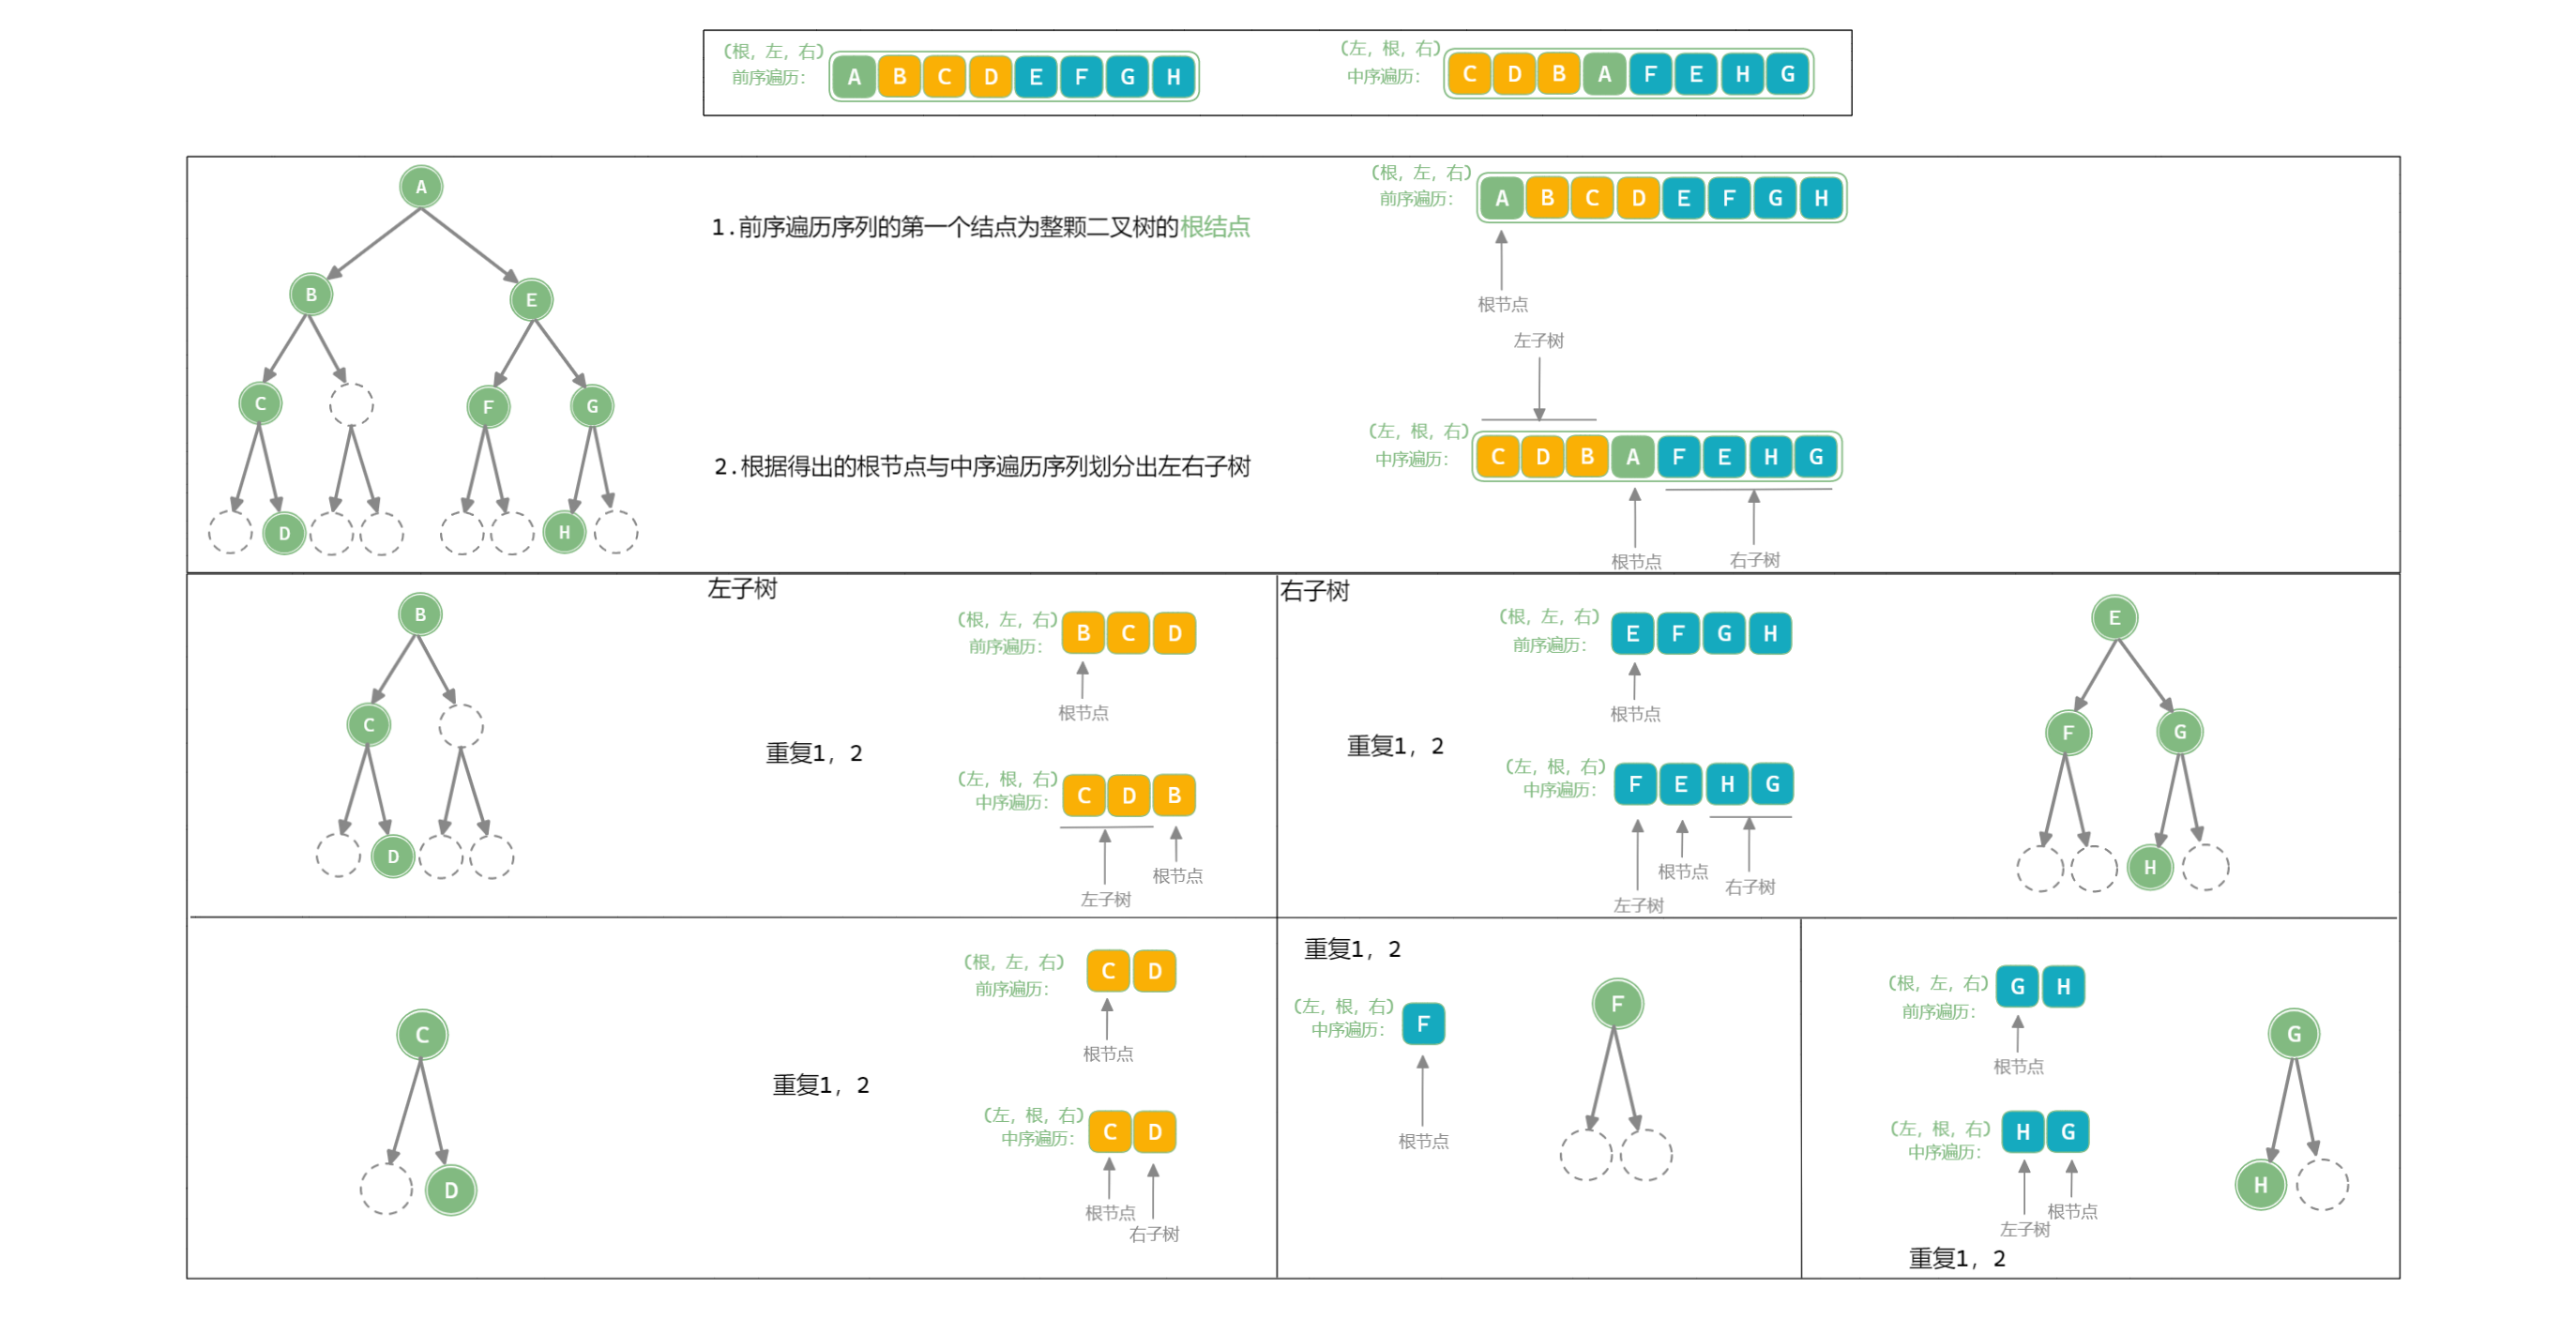 (根, 左, 右)
前序遍历:
A B C D E F G H
(左, 根, 右)
中序遍历:
C D B A F E H G
A
B
E
C
F
G
D
H
1.前序遍历序列的第一个结点为整颗二叉树的根结点
(根, 左, 右)
前序遍历:
A B C D E F G H
根节点
2.根据得出的根节点与中序遍历序列划分出左右子树
左子树
(左, 根, 右)
中序遍历:
C D B A F E H G
根节点
右子树
左子树
B
C
D
重复1, 2
(根, 左, 右)
前序遍历:
B C D
根节点
(左, 根, 右)
中序遍历:
C D B
左子树
根节点
右子树
重复1, 2
(根, 左, 右)
前序遍历:
E F G H
根节点
(左, 根, 右)
中序遍历:
F E H G
左子树
根节点
右子树
E
F
G
H
C
D
重复1, 2
(根, 左, 右)
前序遍历:
C D
根节点
(左, 根, 右)
中序遍历:
C D
根节点
右子树
重复1, 2
(左, 根, 右)
中序遍历:
F
根节点
F
(根, 左, 右)
前序遍历:
G H
根节点
(左, 根, 右)
中序遍历:
H G
左子树
根节点
重复1, 2
G
H